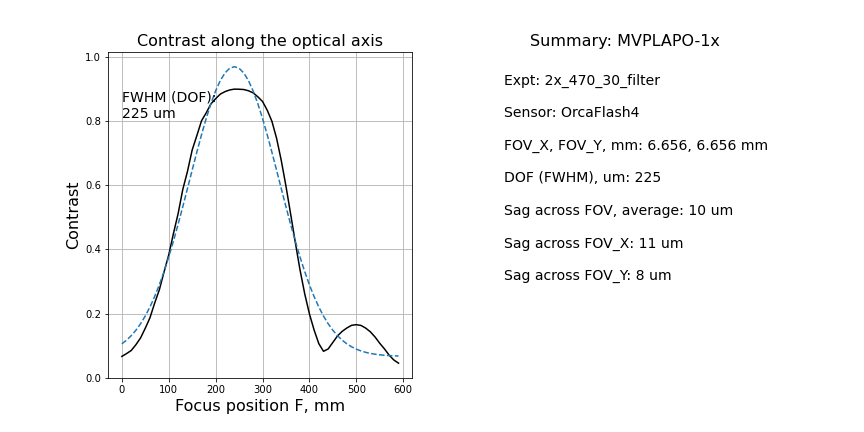 Contrast along the optical axis
1.0
0.8
0.6
0.4
0.2
0.0
Contrast
FWHM (DOF),
225 um
0 100 200 300 400 500 600
Focus position F, mm
Summary: MVPLAPO-1x
Expt: 2x_470_30_filter
Sensor: OrcaFlash4
FOV_X, FOV_Y, mm: 6.656, 6.656 mm
DOF (FWHM), um: 225
Sag across FOV, average: 10 um
Sag across FOV_X: 11 um
Sag across FOV_Y: 8 um